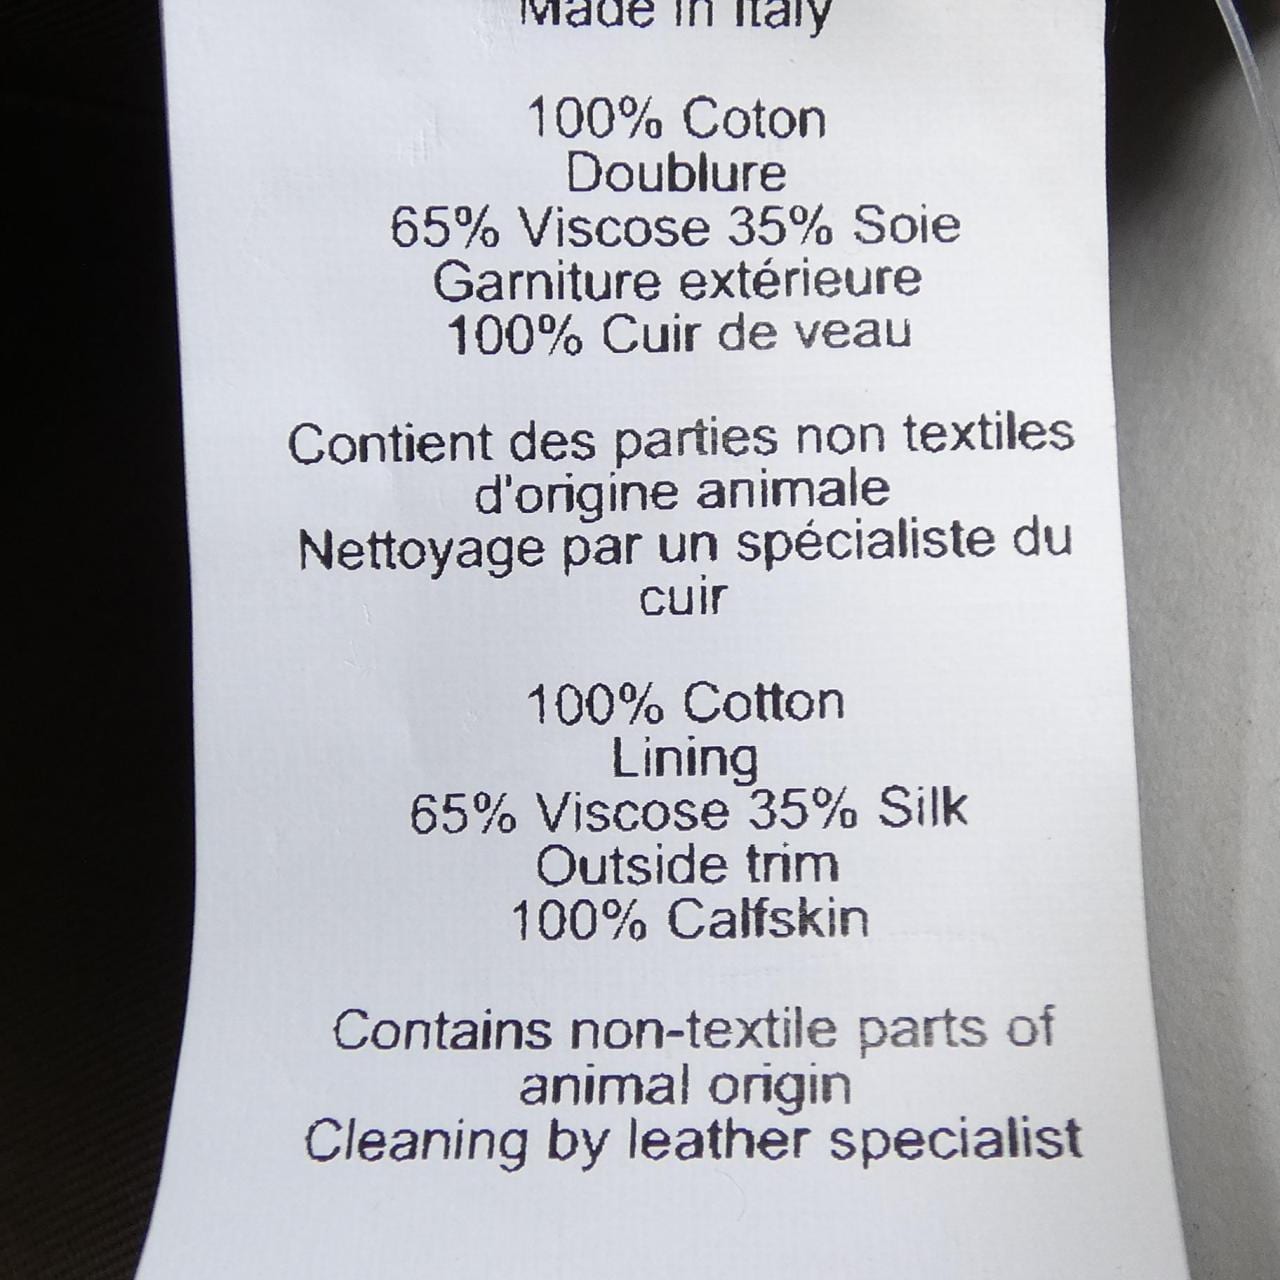 Made in Italy
100% Coton
Doublure
65% Viscose 35% Soie
Garniture extérieure
100% Cuir de veau
Contient des parties non textiles
d'origine animale
Nettoyage par un spécialiste du
cuir
100% Cotton
Lining
65% Viscose 35% Silk
Outside trim
100% Calfskin
Contains non-textile parts of
animal origin
Cleaning by leather specialist